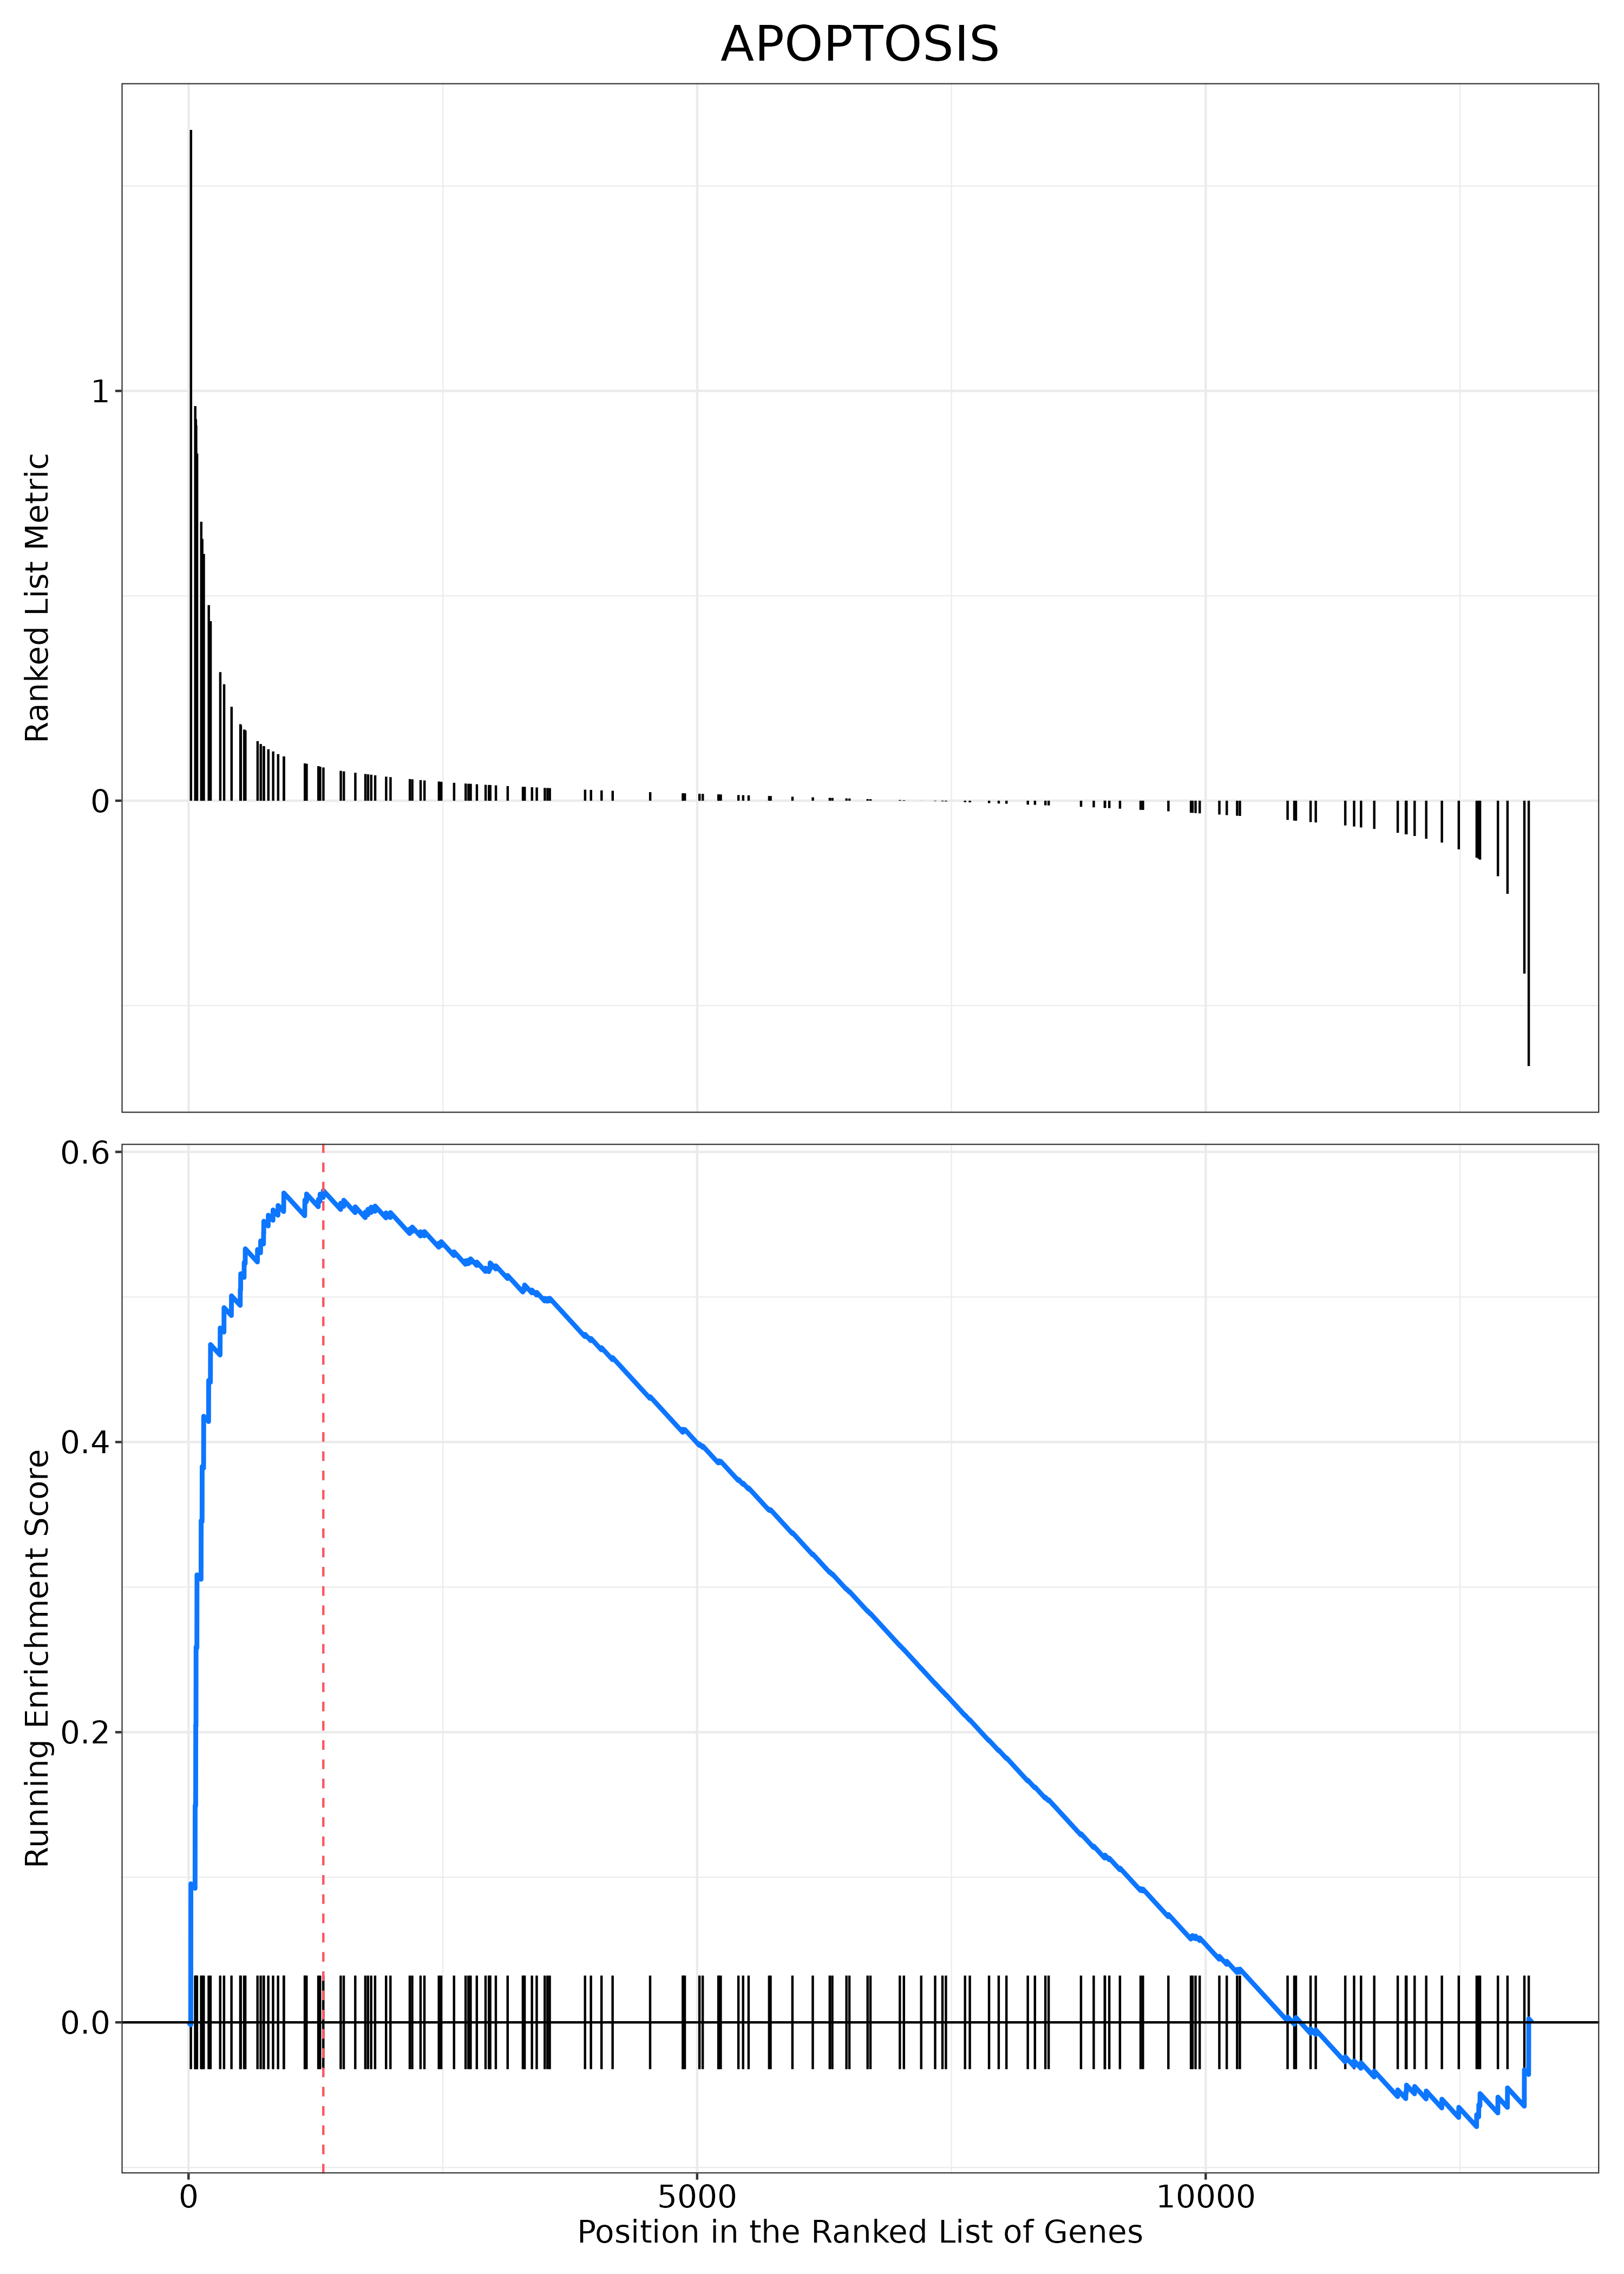 APOPTOSIS
Ranked List Metric
1
0
Running Enrichment Score
0.6
0.4
0.2
0.0
0 5000 10000
Position in the Ranked List of Genes